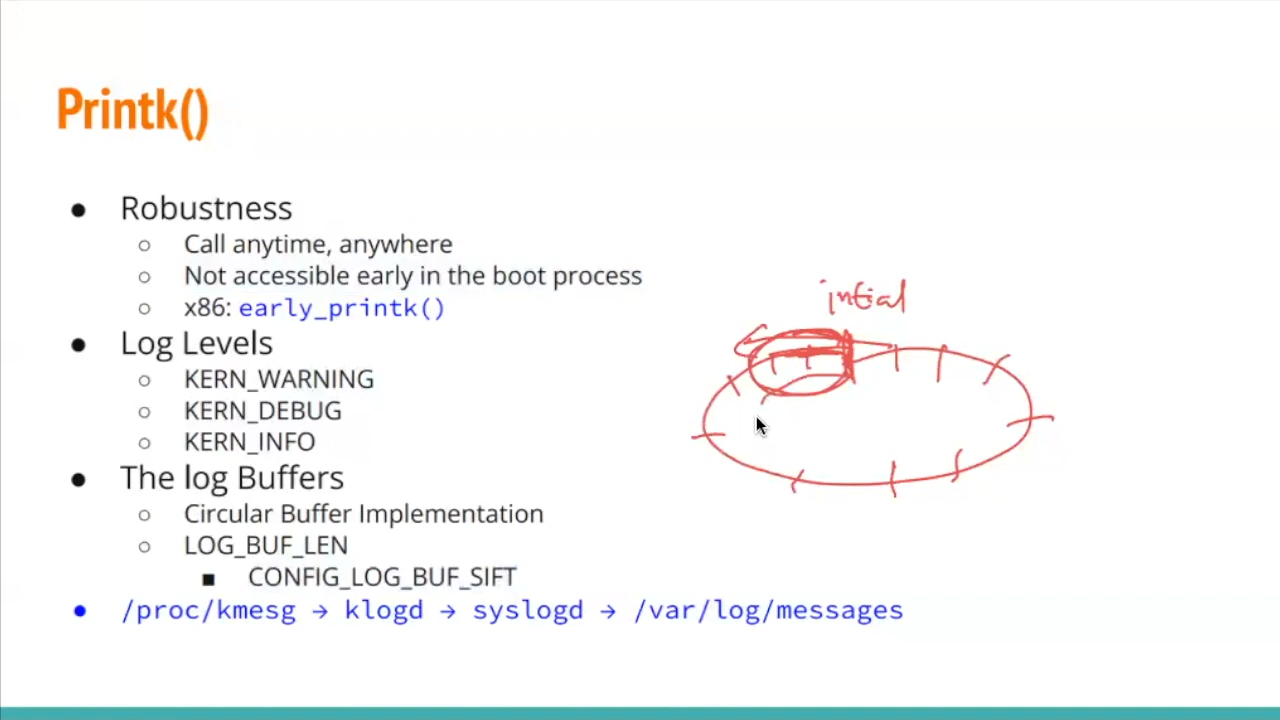 Printk()
● Robustness
○ Call anytime, anywhere
○ Not accessible early in the boot process
○ x86: early_printk()
● Log Levels
○ KERN_WARNING
○ KERN_DEBUG
○ KERN_INFO
● The log Buffers
○ Circular Buffer Implementation
○ LOG_BUF_LEN
■ CONFIG_LOG_BUF_SIFT
● /proc/kmesg → klogd → syslogd → /var/log/messages
intial